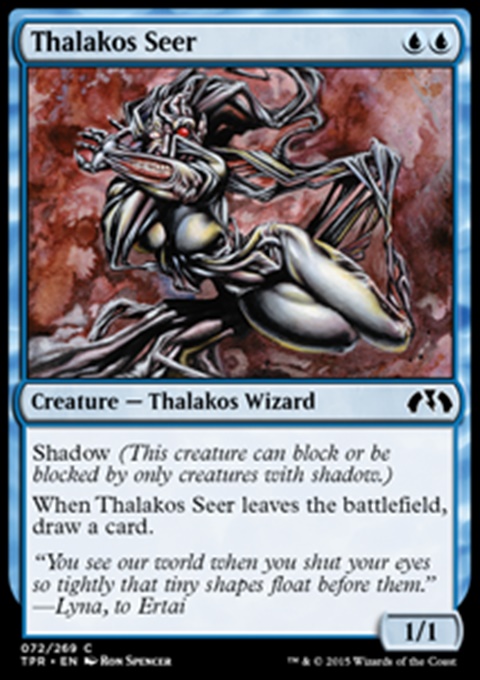 Thalakos Seer
Creature — Thalakos Wizard
Shadow (This creature can block or be
blocked by only creatures with shadow.)
When Thalakos Seer leaves the battlefield,
draw a card.
“You see our world when you shut your eyes
so tightly that tiny shapes float before them.”
—Lyna, to Ertai
1/1
072/269 C
TPR • EN Ron Spencer
™ & © 2015 Wizards of the Coast